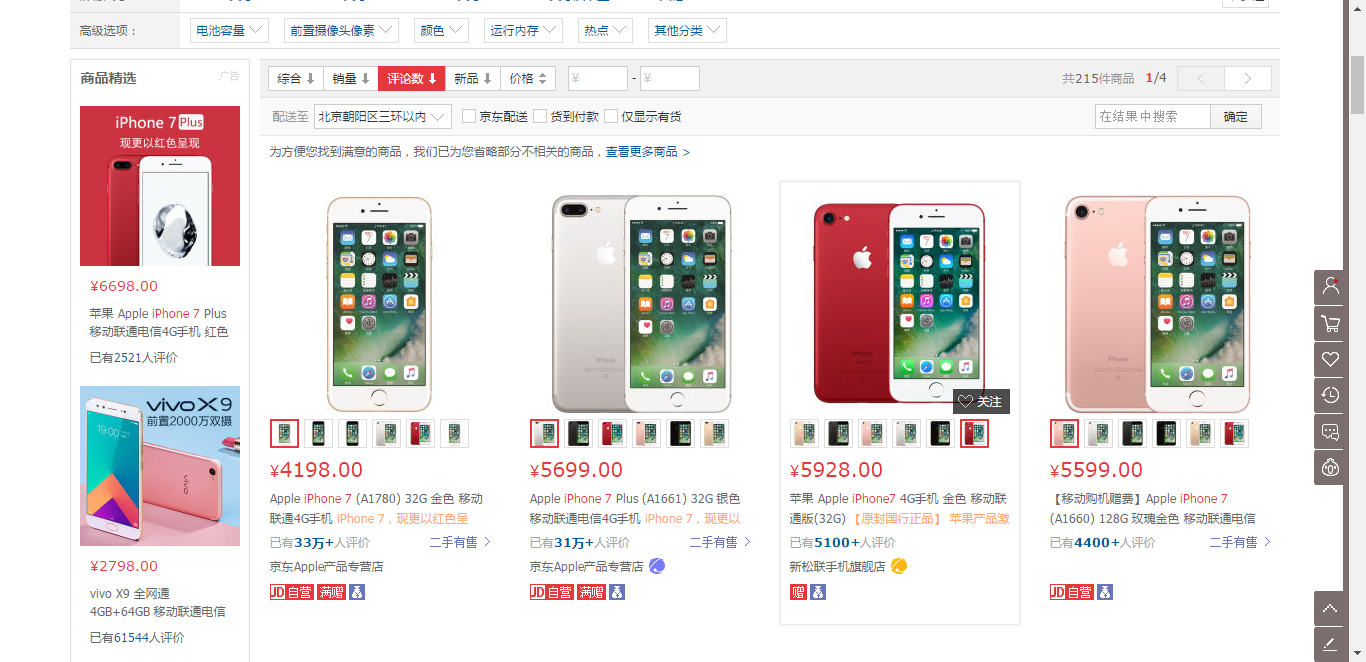 高级选项：
电池容量
前置摄像头像素
颜色
运行内存
热点
其他分类
商品精选
广告
iPhone 7 Plus
现更以红色呈现
¥6698.00
苹果 Apple iPhone 7 Plus
移动联通电信4G手机 红色
已有2521人评价
vivo X9
前置2000万双摄
19:00
vivo
¥2798.00
vivo X9 全网通
4GB+64GB 移动联通电信
已有61544人评价
综合
销量
评论数
新品
价格
¥
-
¥
共215件商品
1/4
<
>
配送至
北京朝阳区三环以内
京东配送
货到付款
仅显示有货
在结果中搜索
确定
为方便您找到满意的商品，我们已为您省略部分不相关的商品，查看更多商品 >
¥4198.00
Apple iPhone 7 (A1780) 32G 金色 移动
联通4G手机 iPhone 7，现更以红色呈
已有33万+人评价
二手有售 >
京东Apple产品专营店
JD 自营
满赠
iPhone
¥5699.00
Apple iPhone 7 Plus (A1661) 32G 银色
移动联通电信4G手机 iPhone 7，现更以
已有31万+人评价
二手有售 >
京东Apple产品专营店
JD 自营
满赠
关注
¥5928.00
苹果 Apple iPhone7 4G手机 金色 移动联
通版(32G) 【原封国行正品】 苹果产品激
已有5100+人评价
新松联手机旗舰店
赠
iPhone
¥5599.00
【移动购机赠费】Apple iPhone 7
(A1660) 128G 玫瑰金色 移动联通电信
已有4400+人评价
二手有售 >
JD 自营